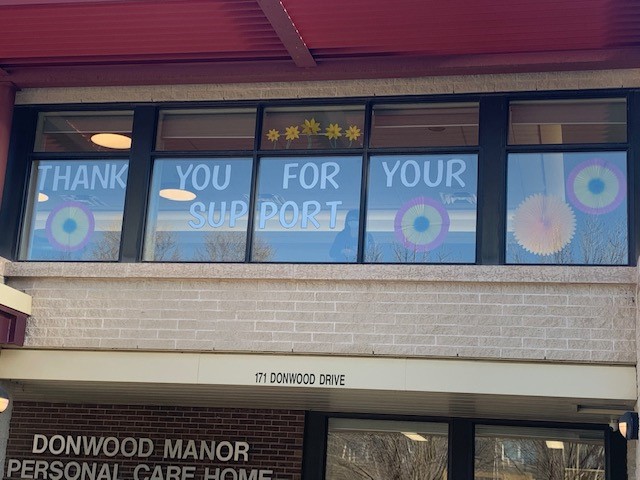 THANK YOU FOR YOUR
SUPPORT
171 DONWOOD DRIVE
DONWOOD MANOR
PERSONAL CARE HOME